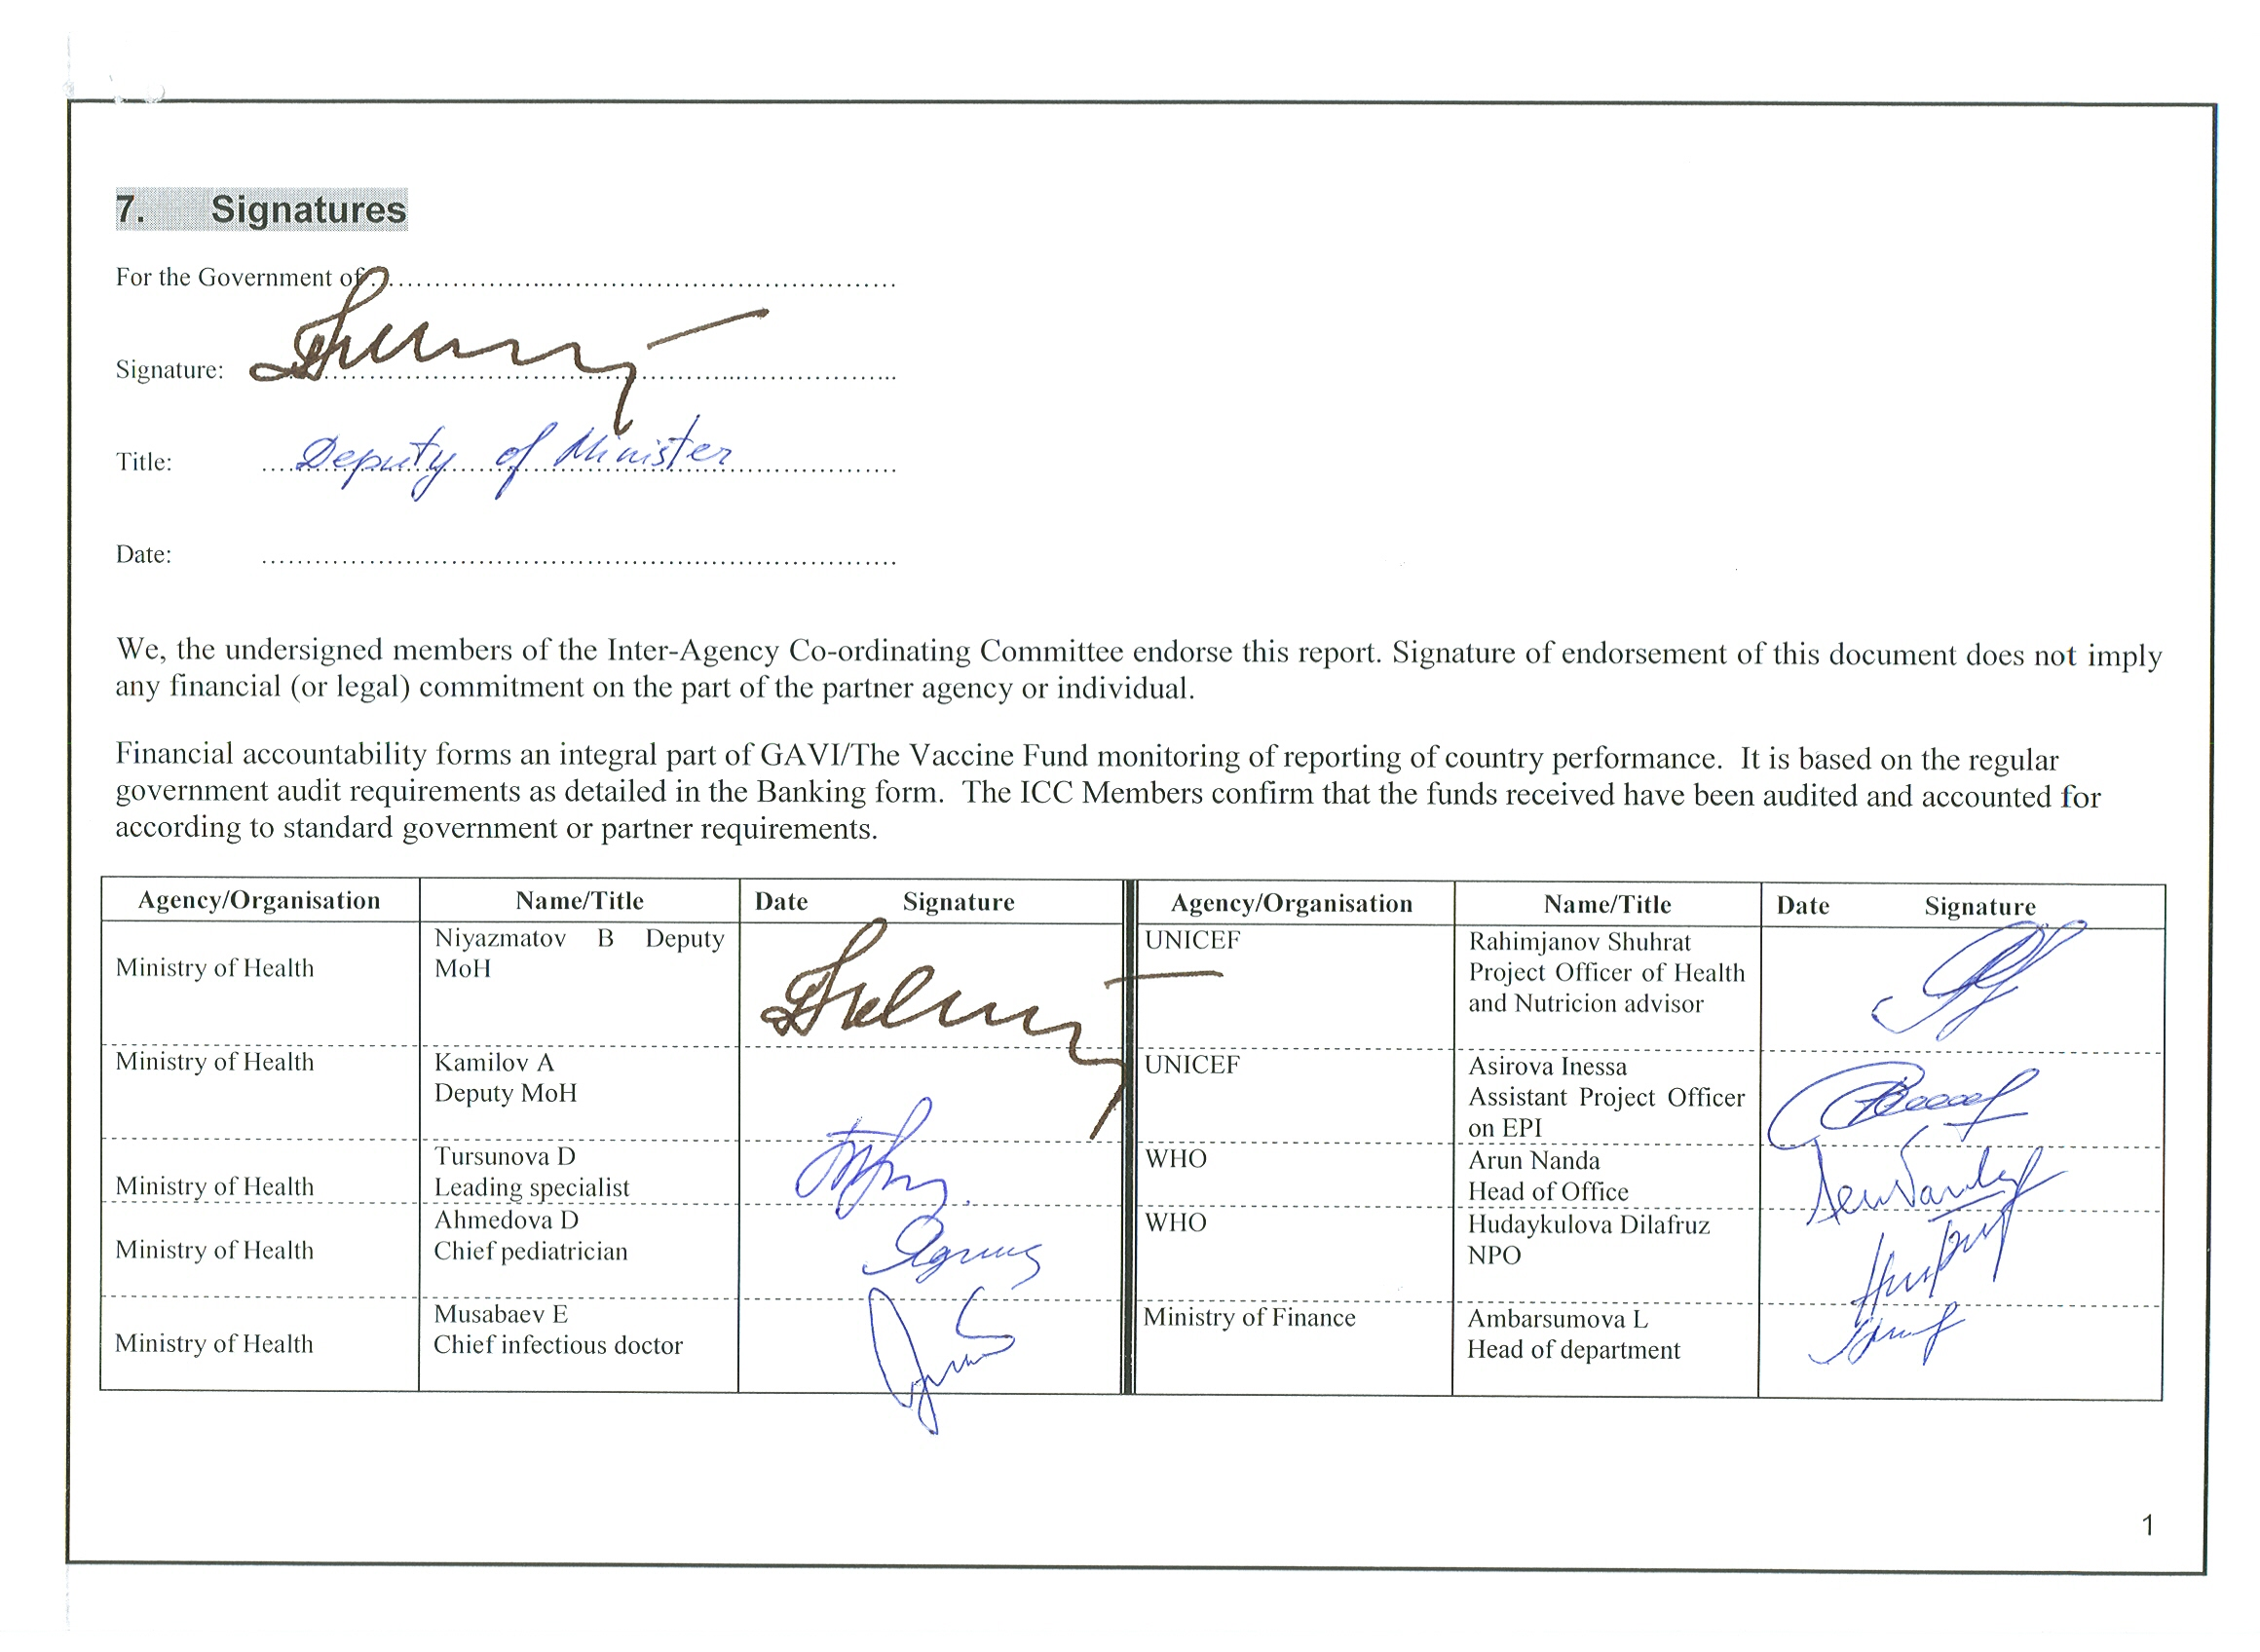 7. Signatures
For the Government of ................................................................
Signature: ................................................................
Title: Deputy of Minister
Date: ................................................................
We, the undersigned members of the Inter-Agency Co-ordinating Committee endorse this report. Signature of endorsement of this document does not imply
any financial (or legal) commitment on the part of the partner agency or individual.
Financial accountability forms an integral part of GAVI/The Vaccine Fund monitoring of reporting of country performance. It is based on the regular
government audit requirements as detailed in the Banking form. The ICC Members confirm that the funds received have been audited and accounted for
according to standard government or partner requirements.
Agency/Organisation Name/Title Date Signature Agency/Organisation Name/Title Date Signature
Ministry of Health
Niyazmatov B Deputy
MoH
UNICEF
Rahimjanov Shuhrat
Project Officer of Health
and Nutricion advisor
Ministry of Health
Kamilov A
Deputy MoH
UNICEF
Asirova Inessa
Assistant Project Officer
on EPI
Ministry of Health
Tursunova D
Leading specialist
WHO
Arun Nanda
Head of Office
Ministry of Health
Ahmedova D
Chief pediatrician
WHO
Hudaykulova Dilafruz
NPO
Ministry of Health
Musabaev E
Chief infectious doctor
Ministry of Finance
Ambarsumova L
Head of department
1